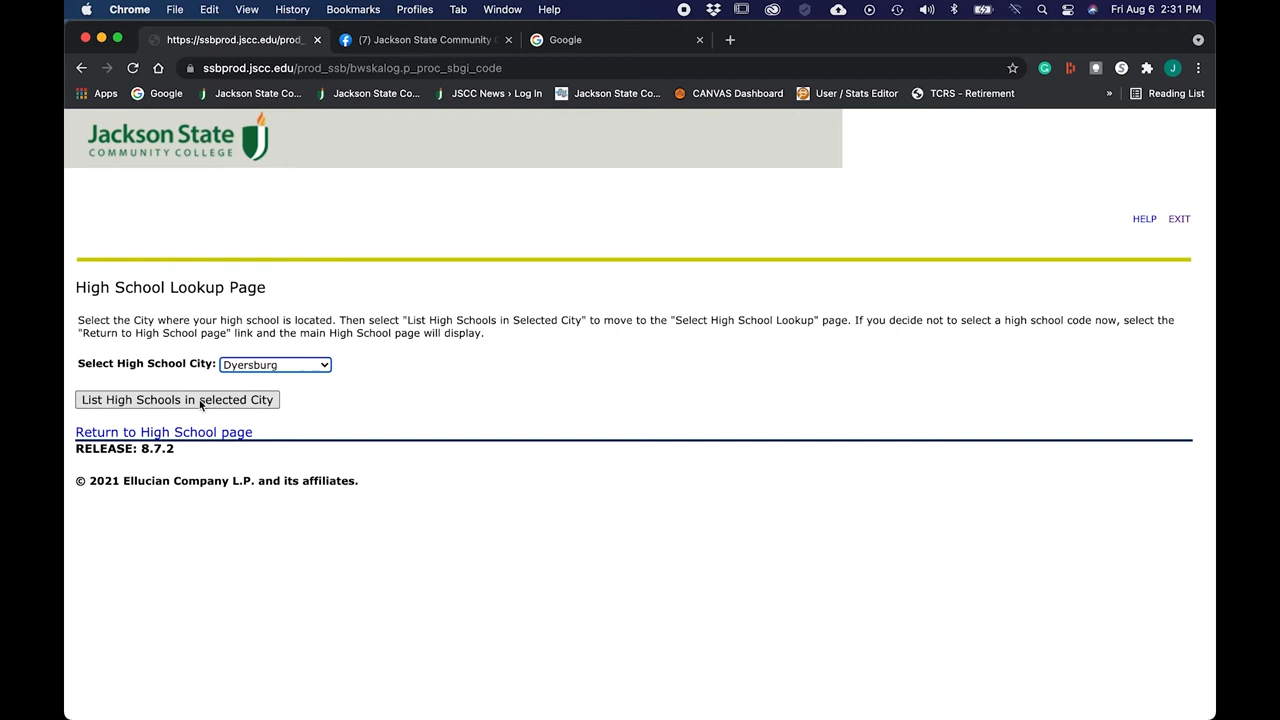 Chrome File Edit View History Bookmarks Profiles Tab Window Help Fri Aug 6 2:31 PM
https://ssbprod.jscc.edu/prod_ (7) Jackson State Community C Google
ssbprod.jscc.edu/prod_ssb/bwskalog.p_proc_sbgi_code
Apps Google Jackson State Co... Jackson State Co... JSCC News › Log In Jackson State Co... CANVAS Dashboard User / Stats Editor TCRS - Retirement » Reading List
Jackson State
COMMUNITY COLLEGE
HELP EXIT
High School Lookup Page
Select the City where your high school is located. Then select "List High Schools in Selected City" to move to the "Select High School Lookup" page. If you decide not to select a high school code now, select the
"Return to High School page" link and the main High School page will display.
Select High School City: Dyersburg
List High Schools in selected City
Return to High School page
RELEASE: 8.7.2
© 2021 Ellucian Company L.P. and its affiliates.